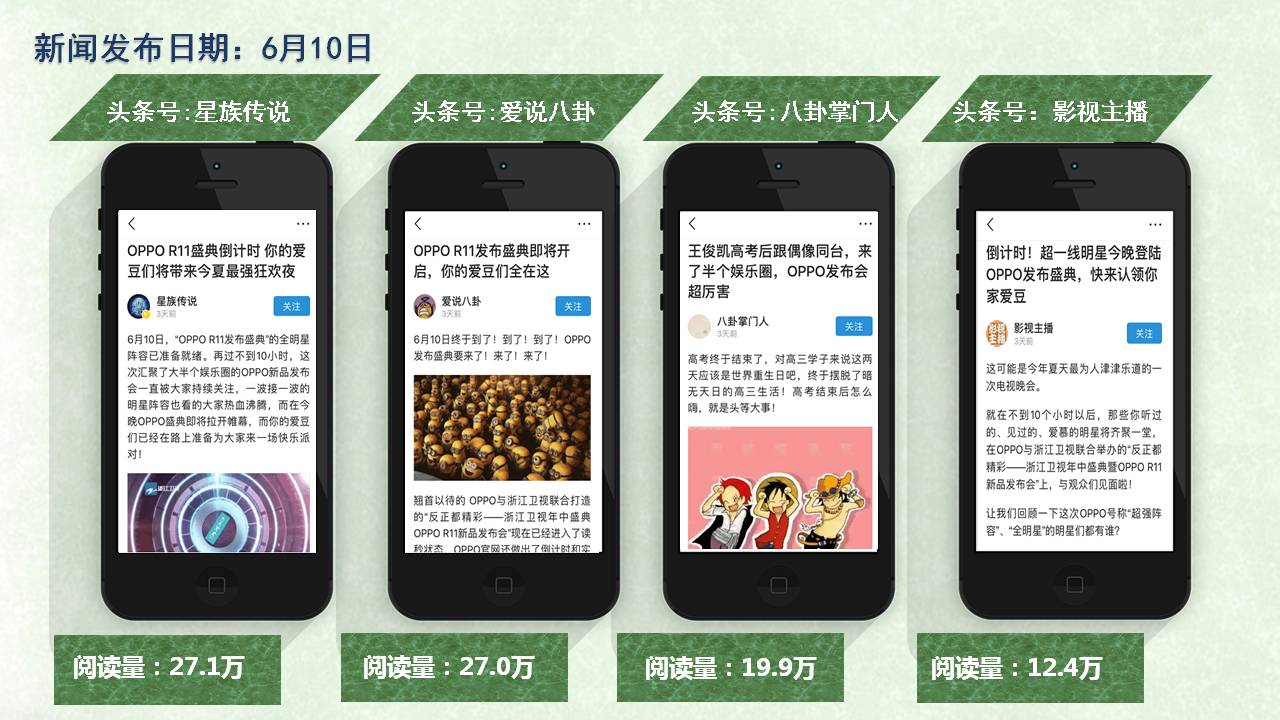 新闻发布日期：6月10日
头条号:星族传说
OPPO R11盛典倒计时 你的爱
豆们将带来今夏最强狂欢夜
星族传说
3天前
关注
6月10日，“OPPO R11发布盛典”的全明星
阵容已准备就绪。再过不到10小时，这
次汇聚了大半个娱乐圈的OPPO新品发布
会一直被大家持续关注，一波接一波的
明星阵容也看的大家热血沸腾，而在今
晚OPPO盛典即将拉开帷幕，而你的爱豆
们已经在路上准备为大家来一场快乐派
对！
浙江卫视
阅读量：27.1万
头条号:爱说八卦
OPPO R11发布盛典即将开
启，你的爱豆们全在这
爱说八卦
3天前
关注
6月10日终于到了！到了！到了！OPPO
发布盛典要来了！来了！来了！
翘首以待的 OPPO与浙江卫视联合打造
的“反正都精彩——浙江卫视年中盛典
OPPO R11新品发布会”现在已经进入了读
秒状态，OPPO官网还做出了倒计时和实
阅读量：27.0万
头条号:八卦掌门人
王俊凯高考后跟偶像同台，来
了半个娱乐圈，OPPO发布会
超厉害
八卦掌门人
3天前
关注
高考终于结束了，对高三学子来说这两
天应该是世界重生日吧，终于摆脱了暗
无天日的高三生活！高考结束后怎么
嗨，就是头等大事！
阅读量：19.9万
头条号：影视主播
倒计时！超一线明星今晚登陆
OPPO发布盛典，快来认领你
家爱豆
影视
主播
影视主播
3天前
关注
这可能是今年夏天最为人津津乐道的一
次电视晚会。
就在不到10个小时以后，那些你听过
的、见过的、爱慕的明星将齐聚一堂，
在OPPO与浙江卫视联合举办的“反正都
精彩——浙江卫视年中盛典暨OPPO R11
新品发布会”上，与观众们见面啦！
让我们回顾一下这次OPPO号称“超强阵
容”、“全明星”的明星们都有谁？
阅读量：12.4万